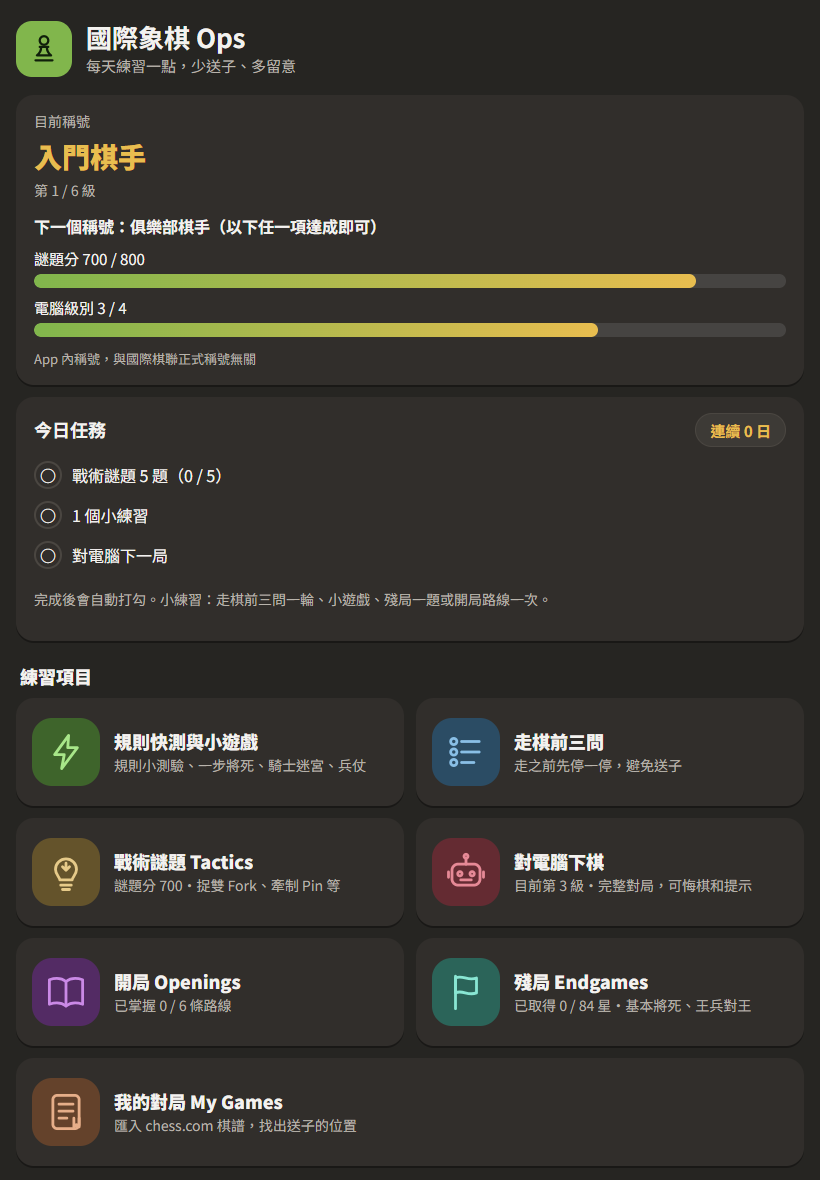 國際象棋 Ops
每天練習一點，少送子、多留意
目前稱號
入門棋手
第 1 / 6 級
下一個稱號：俱樂部棋手（以下任一項達成即可）
謎題分 700 / 800
電腦級別 3 / 4
App 內稱號，與國際棋聯正式稱號無關
今日任務
連續 0 日
戰術謎題 5 題（0 / 5）
1 個小練習
對電腦下一局
完成後會自動打勾。小練習：走棋前三問一輪、小遊戲、殘局一題或開局路線一次。
練習項目
規則快測與小遊戲
規則小測驗、一步將死、騎士迷宮、兵仗
走棋前三問
走之前先停一停，避免送子
戰術謎題 Tactics
謎題分 700・捉雙 Fork、牽制 Pin 等
對電腦下棋
目前第 3 級・完整對局，可悔棋和提示
開局 Openings
已掌握 0 / 6 條路線
殘局 Endgames
已取得 0 / 84 星・基本將死、王兵對王
我的對局 My Games
匯入 chess.com 棋譜，找出送子的位置